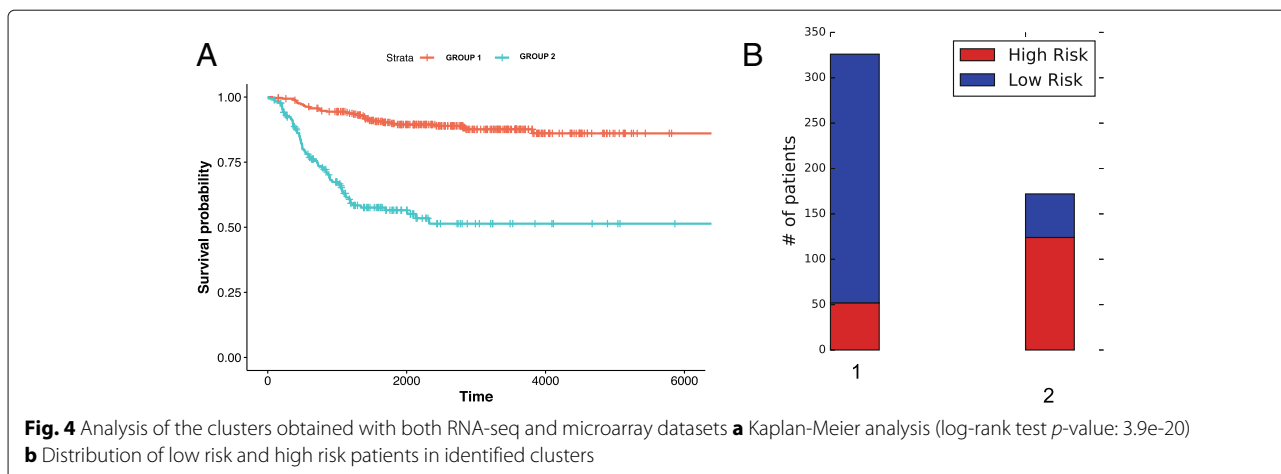 A
Strata GROUP 1 GROUP 2
Survival probability
1.00
0.75
0.50
0.25
0.00
0 2000 4000 6000
Time
B
High Risk
Low Risk
# of patients
350
300
250
200
150
100
50
0
1
2
Fig. 4 Analysis of the clusters obtained with both RNA-seq and microarray datasets a Kaplan-Meier analysis (log-rank test p-value: 3.9e-20)
b Distribution of low risk and high risk patients in identified clusters